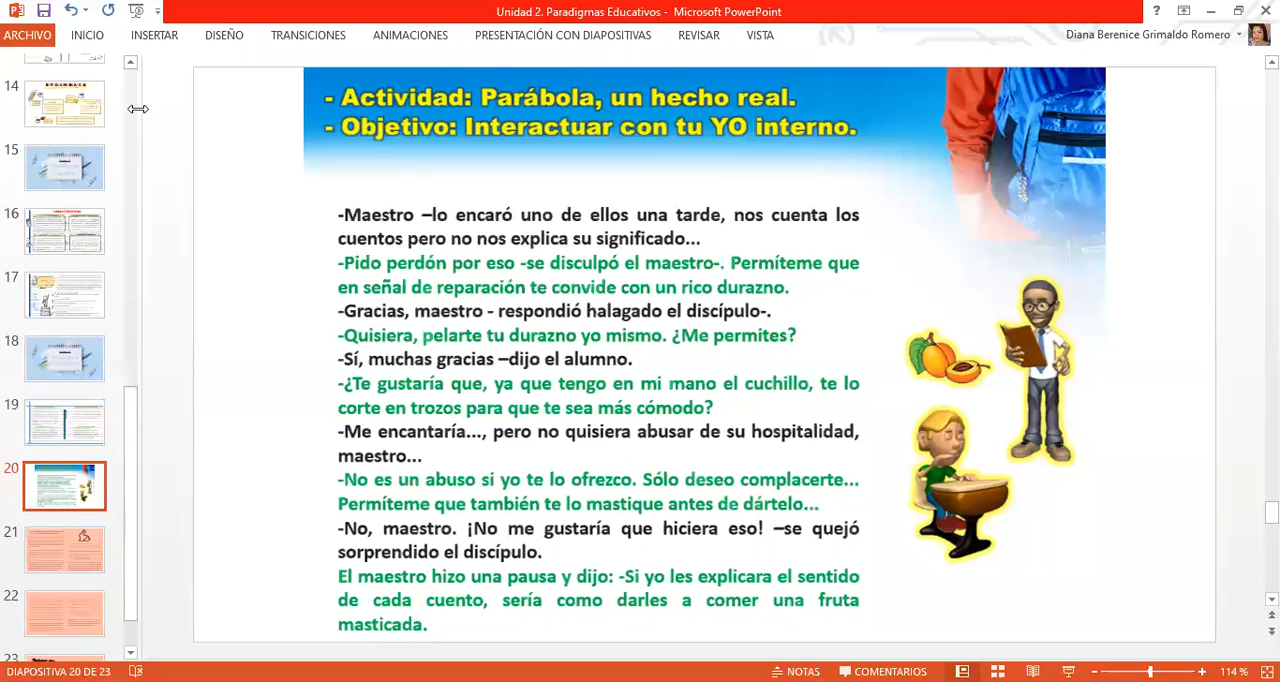 Unidad 2. Paradigmas Educativos - Microsoft PowerPoint
ARCHIVO INICIO INSERTAR DISEÑO TRANSICIONES ANIMACIONES PRESENTACIÓN CON DIAPOSITIVAS REVISAR VISTA Diana Berenice Grimaldo Romero
14
15
16
17
18
19
20
21
22
23
- Actividad: Parábola, un hecho real.
- Objetivo: Interactuar con tu YO interno.
-Maestro –lo encaró uno de ellos una tarde, nos cuenta los
cuentos pero no nos explica su significado...
-Pido perdón por eso -se disculpó el maestro-. Permíteme que
en señal de reparación te convide con un rico durazno.
-Gracias, maestro - respondió halagado el discípulo-.
-Quisiera, pelarte tu durazno yo mismo. ¿Me permites?
-Sí, muchas gracias –dijo el alumno.
-¿Te gustaría que, ya que tengo en mi mano el cuchillo, te lo
corte en trozos para que te sea más cómodo?
-Me encantaría..., pero no quisiera abusar de su hospitalidad,
maestro...
-No es un abuso si yo te lo ofrezco. Sólo deseo complacerte...
Permíteme que también te lo mastique antes de dártelo...
-No, maestro. ¡No me gustaría que hiciera eso! –se quejó
sorprendido el discípulo.
El maestro hizo una pausa y dijo: -Si yo les explicara el sentido
de cada cuento, sería como darles a comer una fruta
masticada.
DIAPOSITIVA 20 DE 23 NOTAS COMENTARIOS 114 %